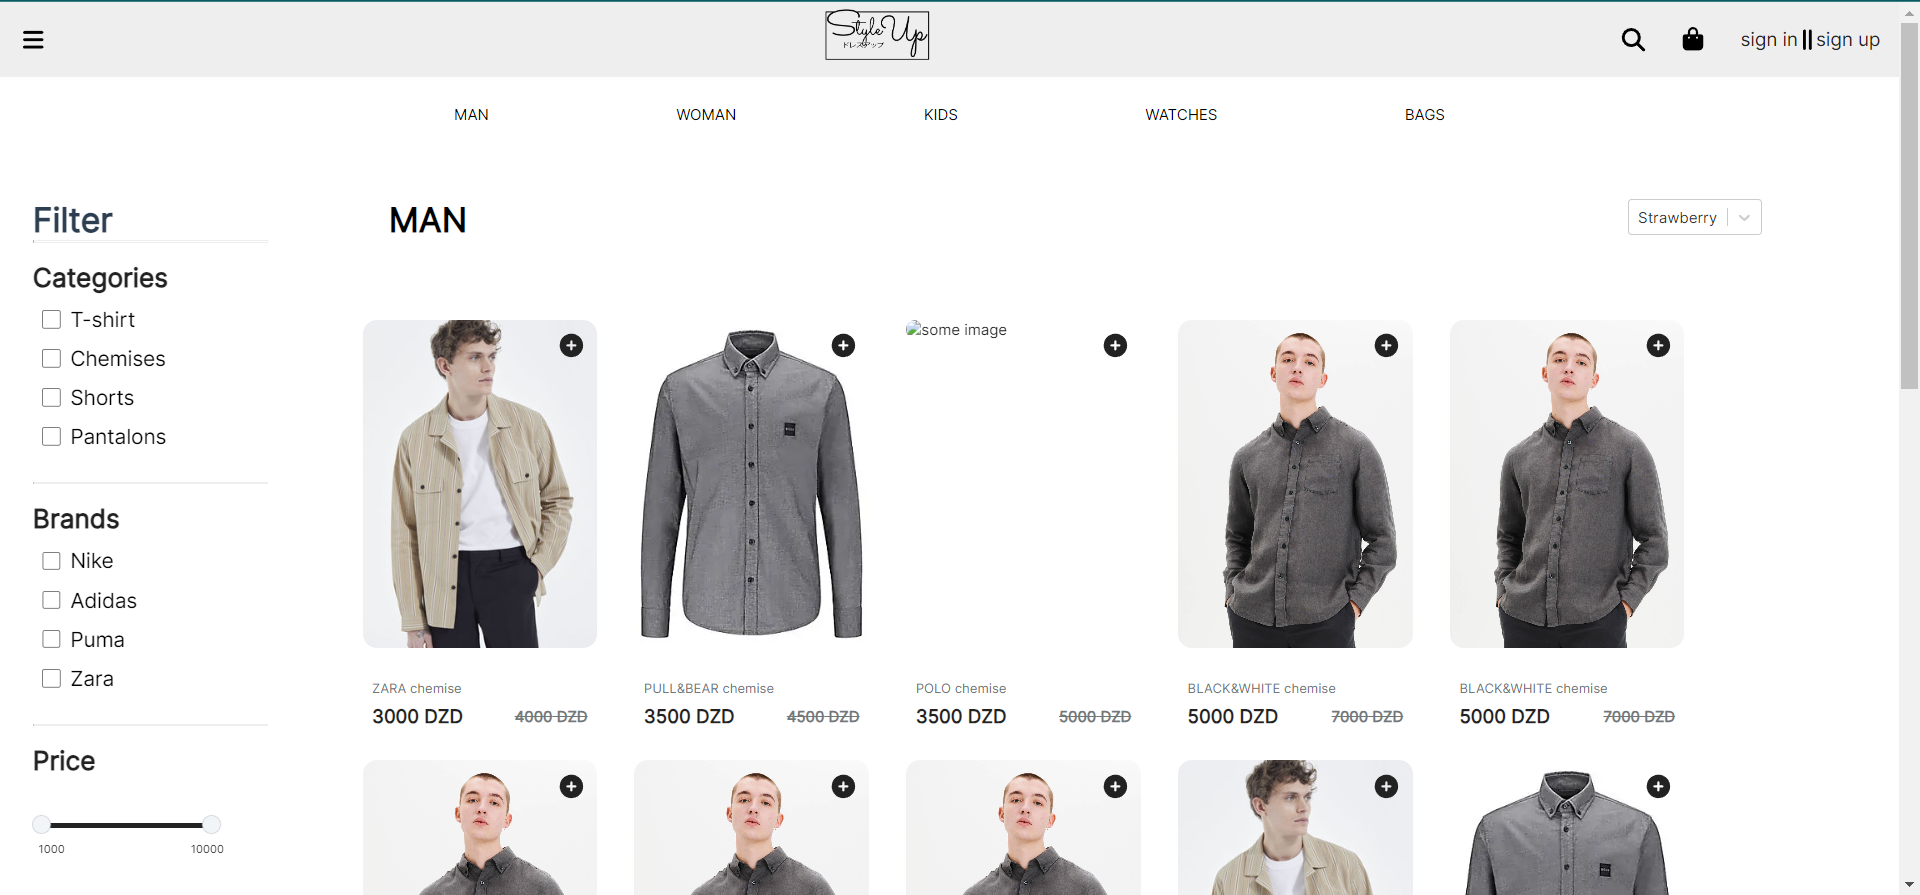 Style Up
ドレスアップ
sign in || sign up
MAN WOMAN KIDS WATCHES BAGS
Filter
Categories
T-shirt
Chemises
Shorts
Pantalons
Brands
Nike
Adidas
Puma
Zara
Price
1000 10000
MAN
Strawberry
some image
ZARA chemise
3000 DZD 4000 DZD
PULL&BEAR chemise
3500 DZD 4500 DZD
POLO chemise
3500 DZD 5000 DZD
BLACK&WHITE chemise
5000 DZD 7000 DZD
BLACK&WHITE chemise
5000 DZD 7000 DZD